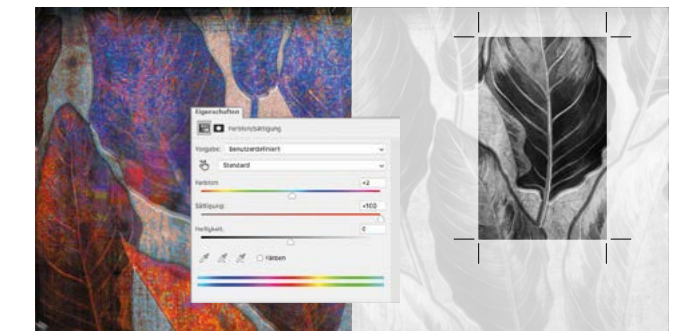 Eigenschaften
Farbton/Sättigung
Vorgabe: Benutzerdefiniert
Standard
Farbton: +2
Sättigung: +100
Helligkeit: 0
Färben